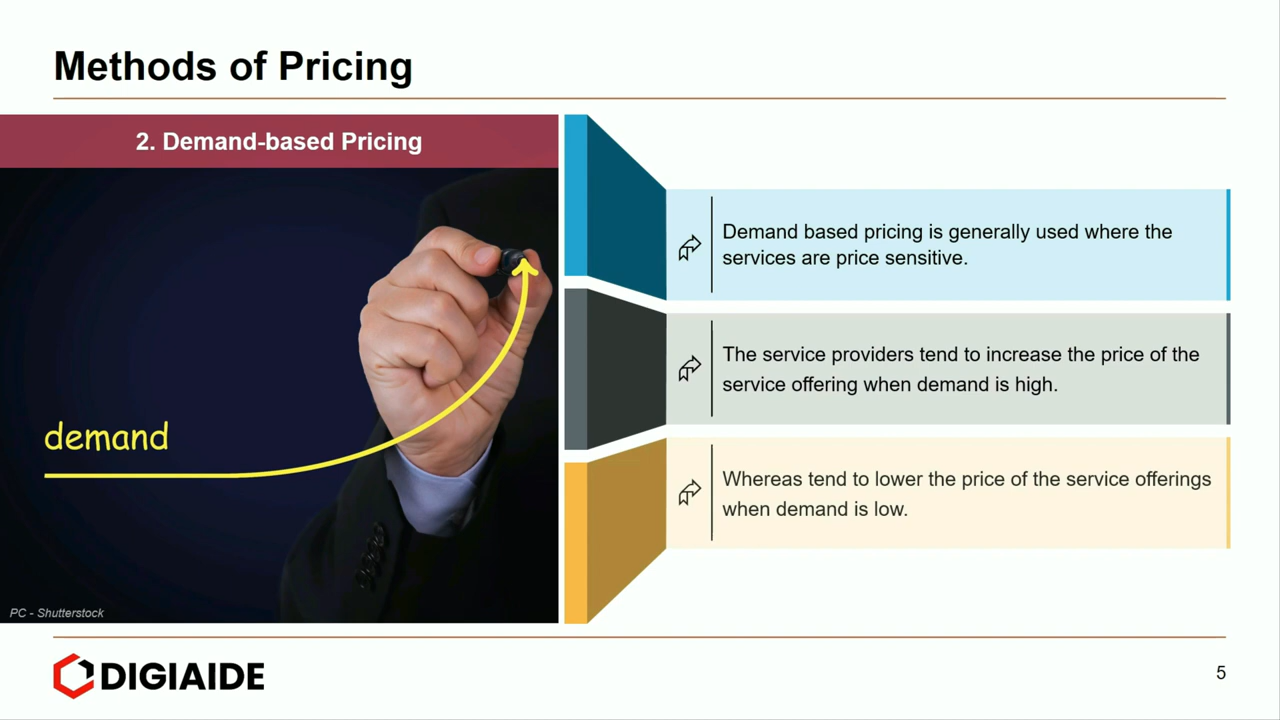 Methods of Pricing
2. Demand-based Pricing
demand
PC - Shutterstock
Demand based pricing is generally used where the
services are price sensitive.
The service providers tend to increase the price of the
service offering when demand is high.
Whereas tend to lower the price of the service offerings
when demand is low.
DIGIAIDE
5